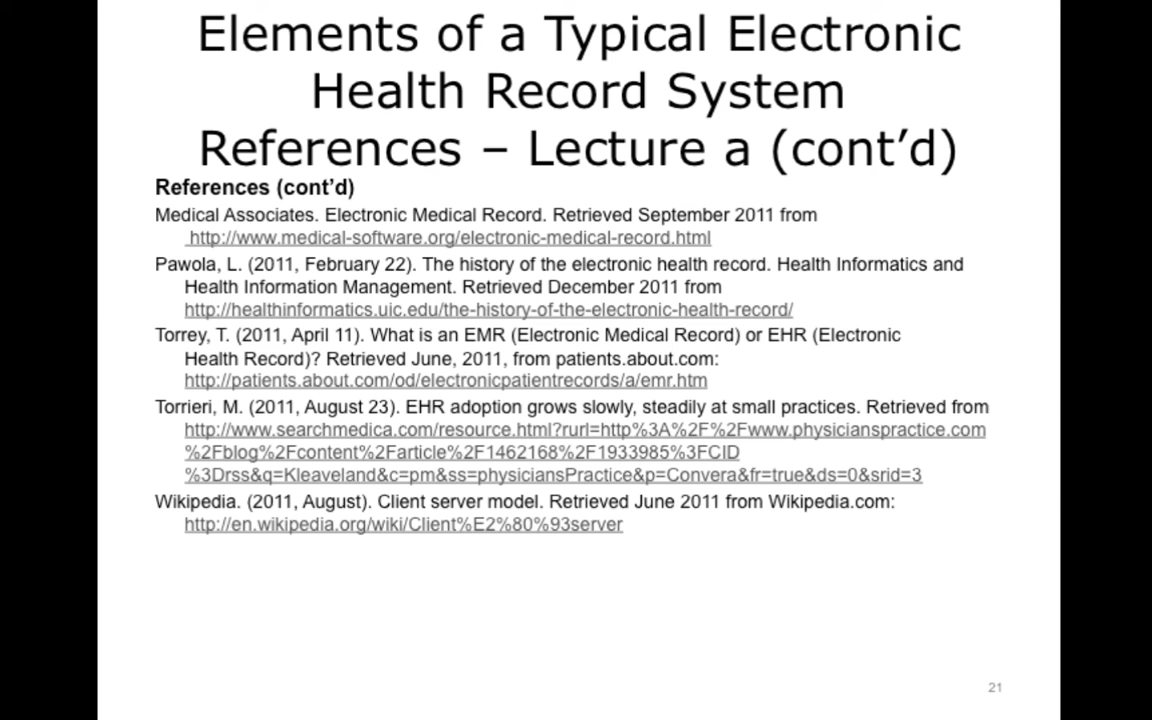 Elements of a Typical Electronic
Health Record System
References – Lecture a (cont’d)
References (cont’d)
Medical Associates. Electronic Medical Record. Retrieved September 2011 from
http://www.medical-software.org/electronic-medical-record.html
Pawola, L. (2011, February 22). The history of the electronic health record. Health Informatics and
Health Information Management. Retrieved December 2011 from
http://healthinformatics.uic.edu/the-history-of-the-electronic-health-record/
Torrey, T. (2011, April 11). What is an EMR (Electronic Medical Record) or EHR (Electronic
Health Record)? Retrieved June, 2011, from patients.about.com:
http://patients.about.com/od/electronicpatientrecords/a/emr.htm
Torrieri, M. (2011, August 23). EHR adoption grows slowly, steadily at small practices. Retrieved from
http://www.searchmedica.com/resource.html?rurl=http%3A%2F%2Fwww.physicianspractice.com
%2Fblog%2Fcontent%2Farticle%2F1462168%2F1933985%3FCID
%3Drss&q=Kleaveland&c=pm&ss=physiciansPractice&p=Convera&fr=true&ds=0&srid=3
Wikipedia. (2011, August). Client server model. Retrieved June 2011 from Wikipedia.com:
http://en.wikipedia.org/wiki/Client%E2%80%93server
21